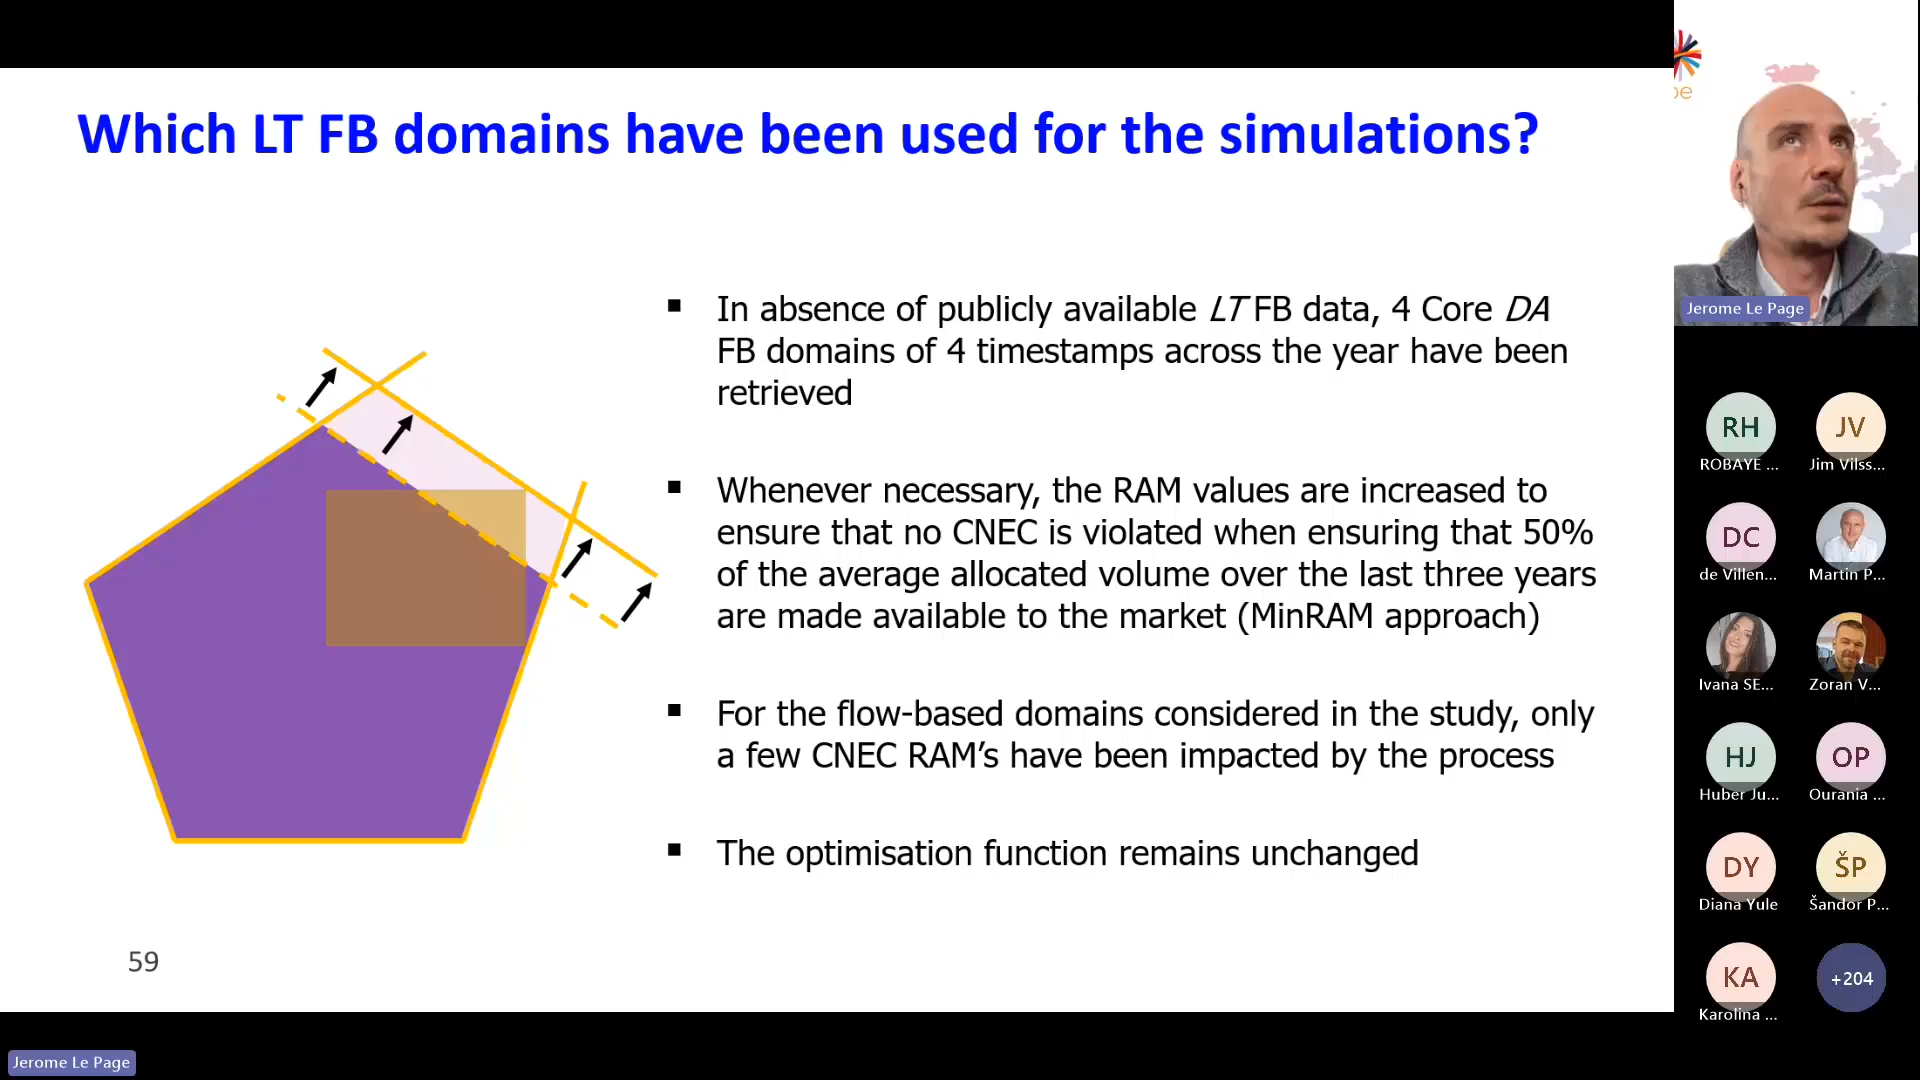 Which LT FB domains have been used for the simulations?
▪ In absence of publicly available LT FB data, 4 Core DA
FB domains of 4 timestamps across the year have been
retrieved
▪ Whenever necessary, the RAM values are increased to
ensure that no CNEC is violated when ensuring that 50%
of the average allocated volume over the last three years
are made available to the market (MinRAM approach)
▪ For the flow-based domains considered in the study, only
a few CNEC RAM’s have been impacted by the process
▪ The optimisation function remains unchanged
59
Jerome Le Page
Jerome Le Page
RH
ROBAYE ...
JV
Jim Vilss...
DC
de Villen...
Martin P...
Ivana SE...
Zoran V...
HJ
Huber Ju...
OP
Ourania ...
DY
Diana Yule
ŠP
Šandor P...
KA
Karolina ...
+204